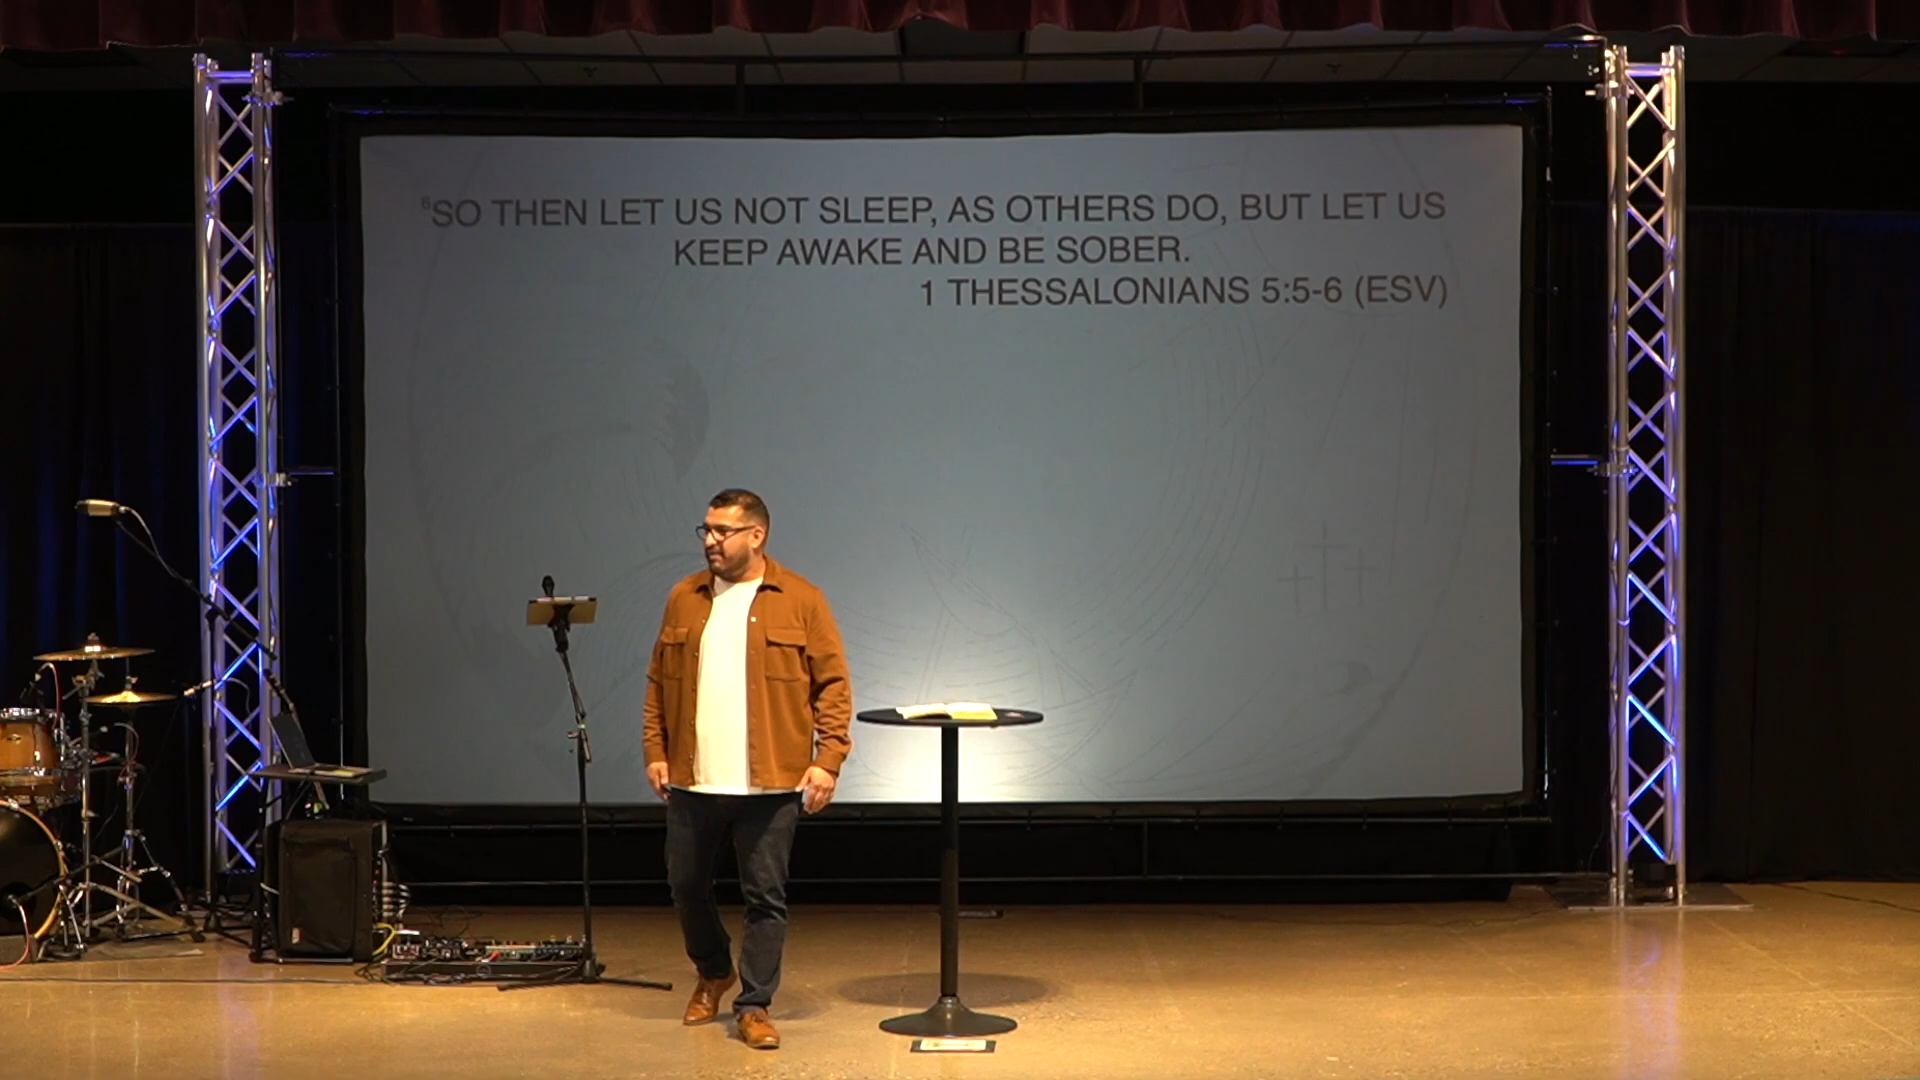 ⁶SO THEN LET US NOT SLEEP, AS OTHERS DO, BUT LET US
KEEP AWAKE AND BE SOBER.
1 THESSALONIANS 5:5-6 (ESV)